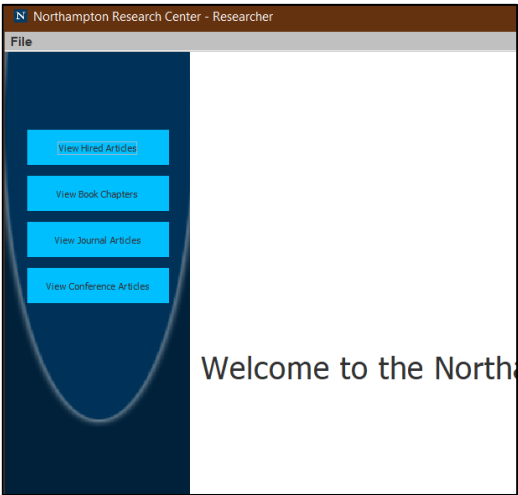 N Northampton Research Center - Researcher
File
View Hired Articles
View Book Chapters
View Journal Articles
View Conference Articles
Welcome to the North